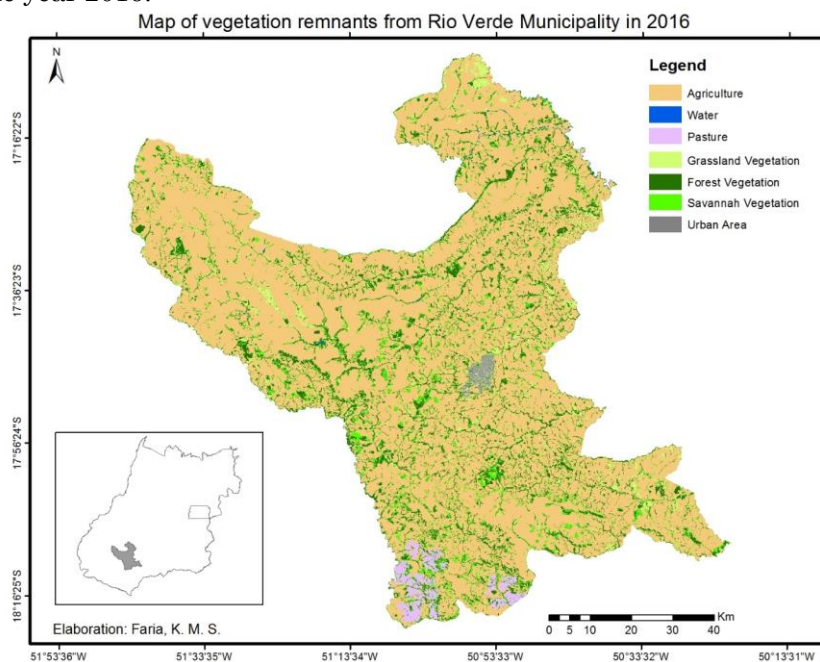 e year 2016.
Map of vegetation remnants from Rio Verde Municipality in 2016
N
Legend
Agriculture
Water
Pasture
Grassland Vegetation
Forest Vegetation
Savannah Vegetation
Urban Area
17°16'22"S
17°36'23"S
17°56'24"S
18°16'25"S
Elaboration: Faria, K. M. S.
Km
0 5 10 20 30 40
51°53'36"W 51°33'35"W 51°13'34"W 50°53'33"W 50°33'32"W 50°13'31"W